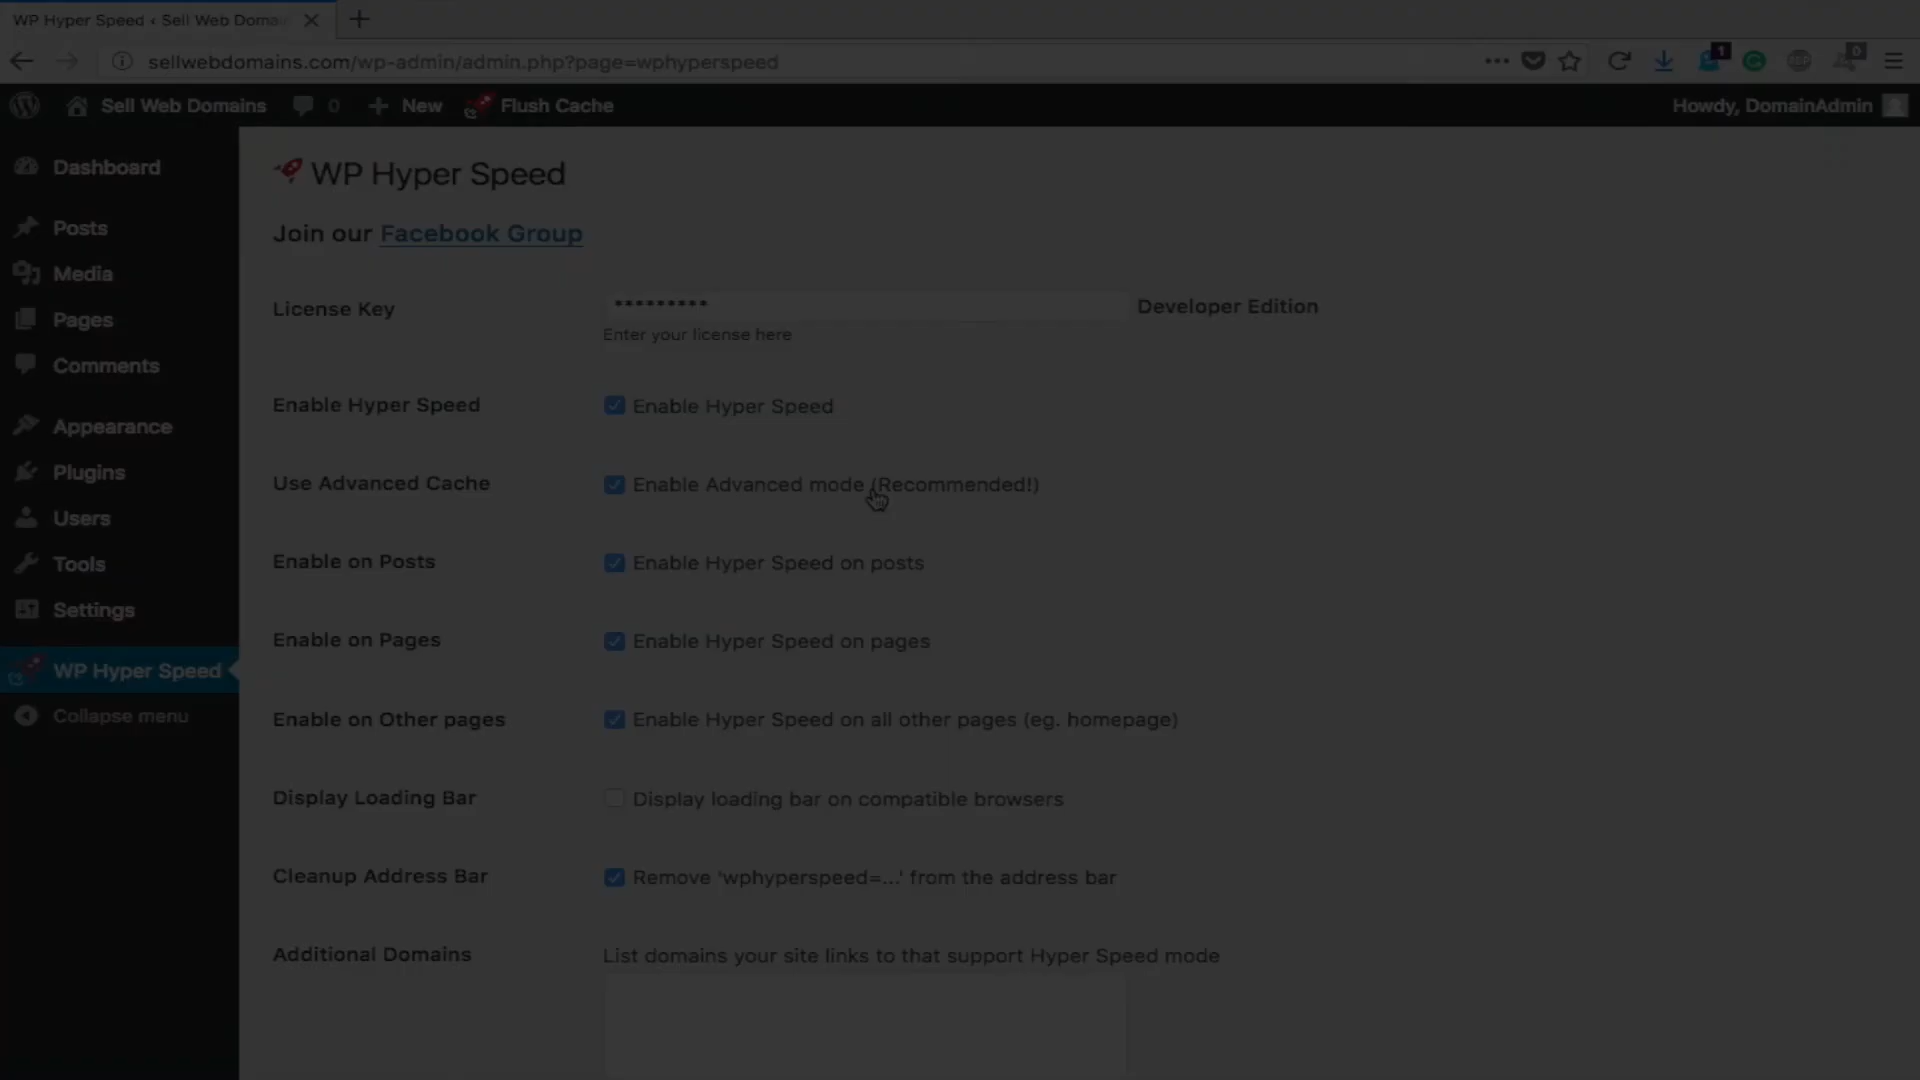 WP Hyper Speed ‹ Sell Web Domai
sellwebdomains.com/wp-admin/admin.php?page=wphyperspeed
1
0
Sell Web Domains
0
New
Flush Cache
Howdy, DomainAdmin
Dashboard
Posts
Media
Pages
Comments
Appearance
Plugins
Users
Tools
Settings
WP Hyper Speed
Collapse menu
WP Hyper Speed
Join our Facebook Group
License Key
*********
Developer Edition
Enter your license here
Enable Hyper Speed
Enable Hyper Speed
Use Advanced Cache
Enable Advanced mode (Recommended!)
Enable on Posts
Enable Hyper Speed on posts
Enable on Pages
Enable Hyper Speed on pages
Enable on Other pages
Enable Hyper Speed on all other pages (eg. homepage)
Display Loading Bar
Display loading bar on compatible browsers
Cleanup Address Bar
Remove 'wphyperspeed=...' from the address bar
Additional Domains
List domains your site links to that support Hyper Speed mode